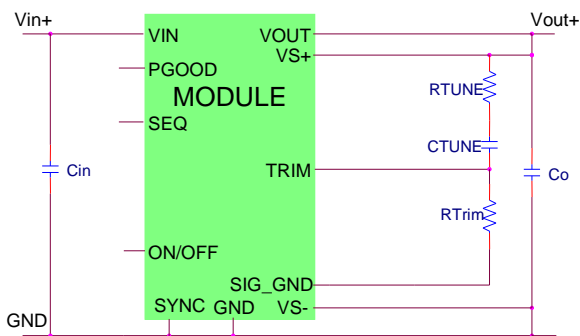 Vin+
Vout+
VIN
VOUT
VS+
PGOOD
RTUNE
MODULE
SEQ
CTUNE
TRIM
Cin
Co
RTrim
ON/OFF
SIG_GND
SYNC
GND
VS-
GND